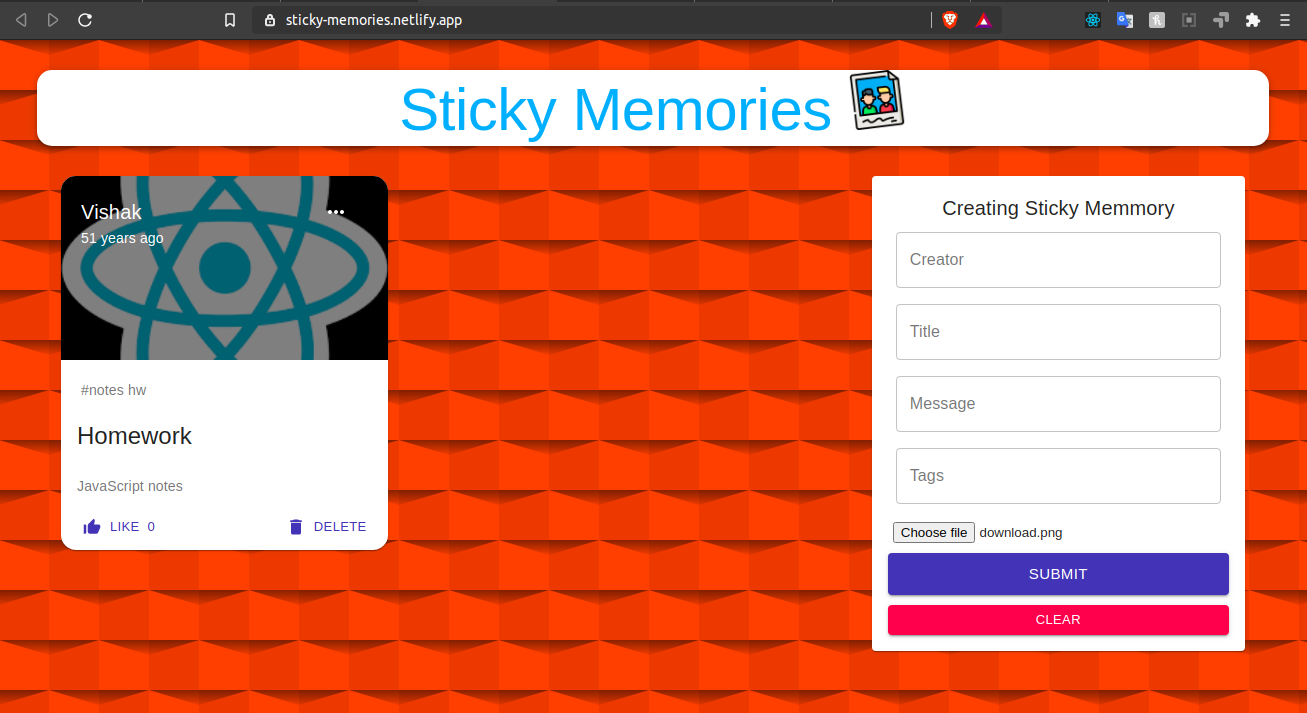 sticky-memories.netlify.app
Sticky Memories
Vishak
51 years ago
#notes hw
Homework
JavaScript notes
LIKE 0
DELETE
Creating Sticky Memmory
Creator
Title
Message
Tags
Choose file download.png
SUBMIT
CLEAR